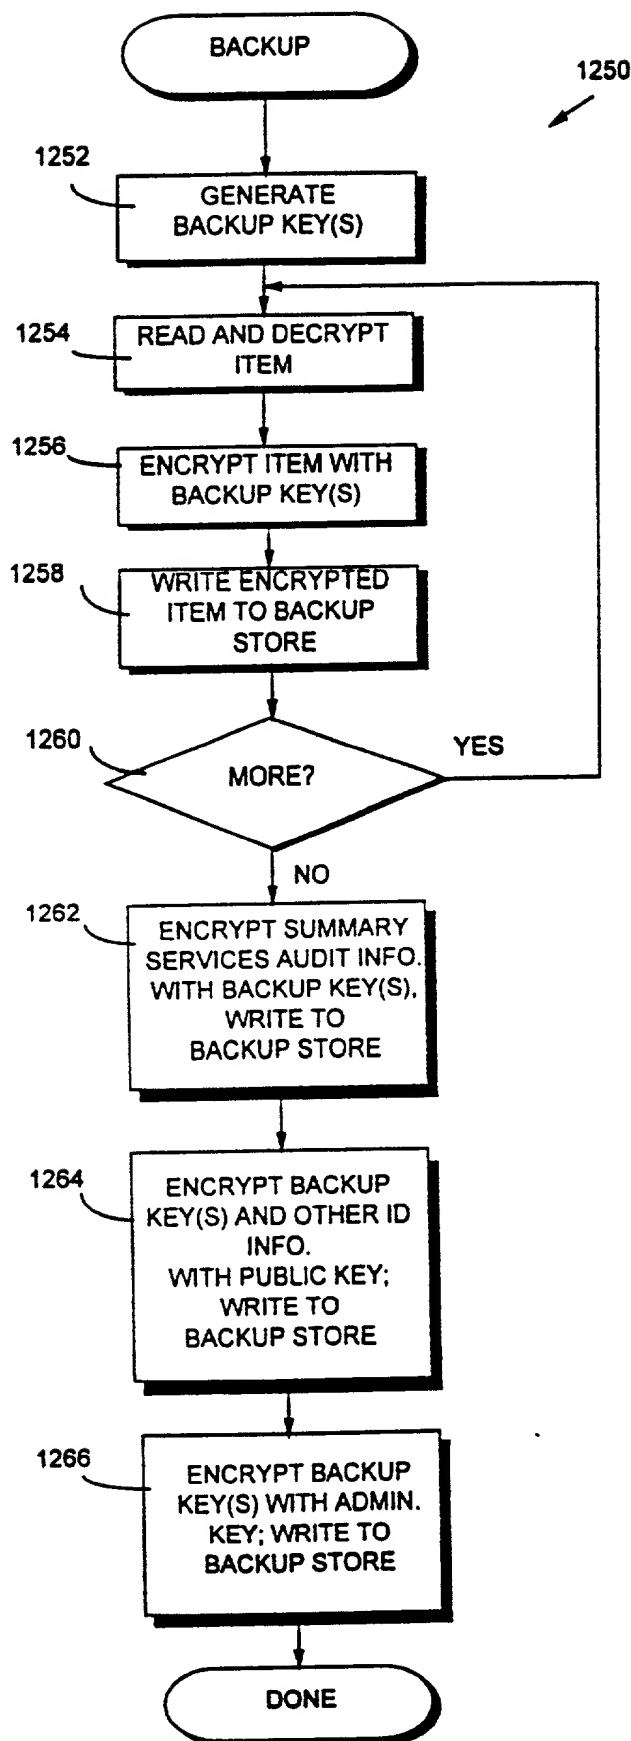 BACKUP
1250
1252
GENERATE
BACKUP KEY(S)
1254
READ AND DECRYPT
ITEM
1256
ENCRYPT ITEM WITH
BACKUP KEY(S)
1258
WRITE ENCRYPTED
ITEM TO BACKUP
STORE
1260
MORE?
YES
NO
1262
ENCRYPT SUMMARY
SERVICES AUDIT INFO.
WITH BACKUP KEY(S),
WRITE TO
BACKUP STORE
1264
ENCRYPT BACKUP
KEY(S) AND OTHER ID
INFO.
WITH PUBLIC KEY;
WRITE TO
BACKUP STORE
1266
ENCRYPT BACKUP
KEY(S) WITH ADMIN.
KEY; WRITE TO
BACKUP STORE
DONE